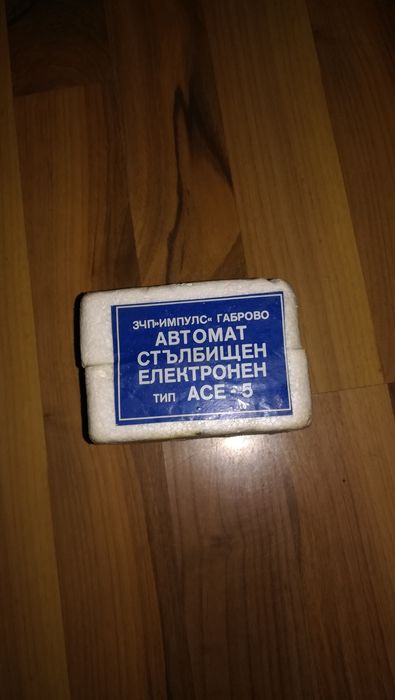 ЗЧП»ИМПУЛС« ГАБРОВО
АВТОМАТ
СТЪЛБИЩЕН
ЕЛЕКТРОНЕН
ТИП АСЕ - 5